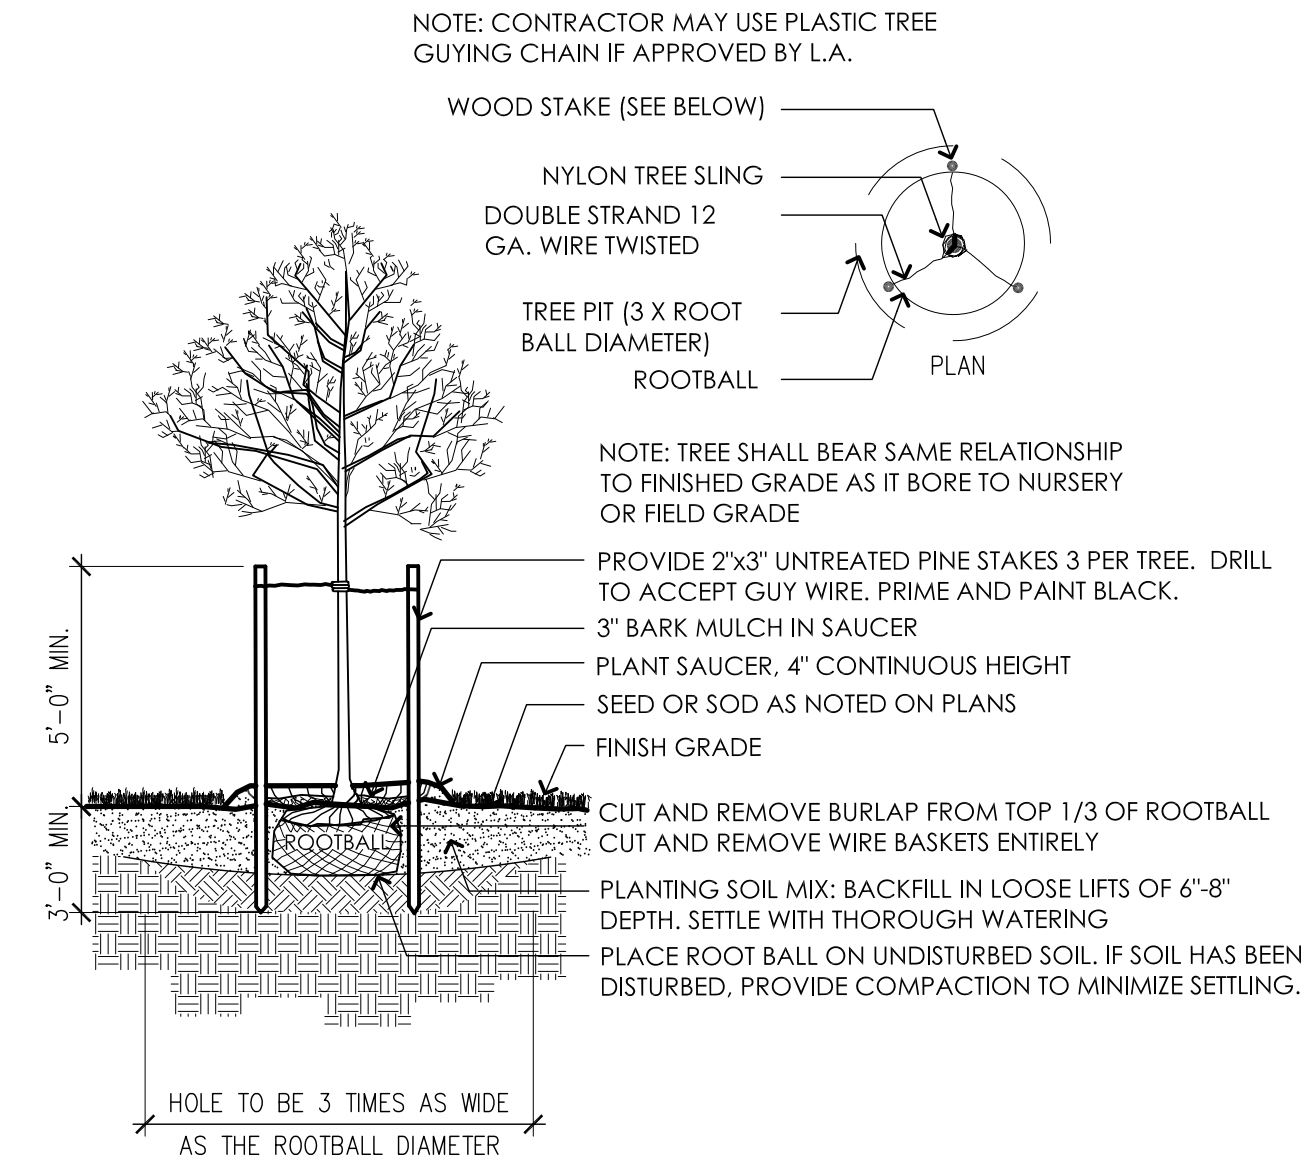 NOTE: CONTRACTOR MAY USE PLASTIC TREE
GUYING CHAIN IF APPROVED BY L.A.
WOOD STAKE (SEE BELOW)
NYLON TREE SLING
DOUBLE STRAND 12
GA. WIRE TWISTED
TREE PIT (3 X ROOT
BALL DIAMETER)
ROOTBALL
PLAN
NOTE: TREE SHALL BEAR SAME RELATIONSHIP
TO FINISHED GRADE AS IT BORE TO NURSERY
OR FIELD GRADE
PROVIDE 2"x3" UNTREATED PINE STAKES 3 PER TREE. DRILL
TO ACCEPT GUY WIRE. PRIME AND PAINT BLACK.
3" BARK MULCH IN SAUCER
PLANT SAUCER, 4" CONTINUOUS HEIGHT
SEED OR SOD AS NOTED ON PLANS
FINISH GRADE
CUT AND REMOVE BURLAP FROM TOP 1/3 OF ROOTBALL
CUT AND REMOVE WIRE BASKETS ENTIRELY
PLANTING SOIL MIX: BACKFILL IN LOOSE LIFTS OF 6"-8"
DEPTH. SETTLE WITH THOROUGH WATERING
PLACE ROOT BALL ON UNDISTURBED SOIL. IF SOIL HAS BEEN
DISTURBED, PROVIDE COMPACTION TO MINIMIZE SETTLING.
5'-0" MIN.
3'-0" MIN.
ROOTBALL
HOLE TO BE 3 TIMES AS WIDE
AS THE ROOTBALL DIAMETER